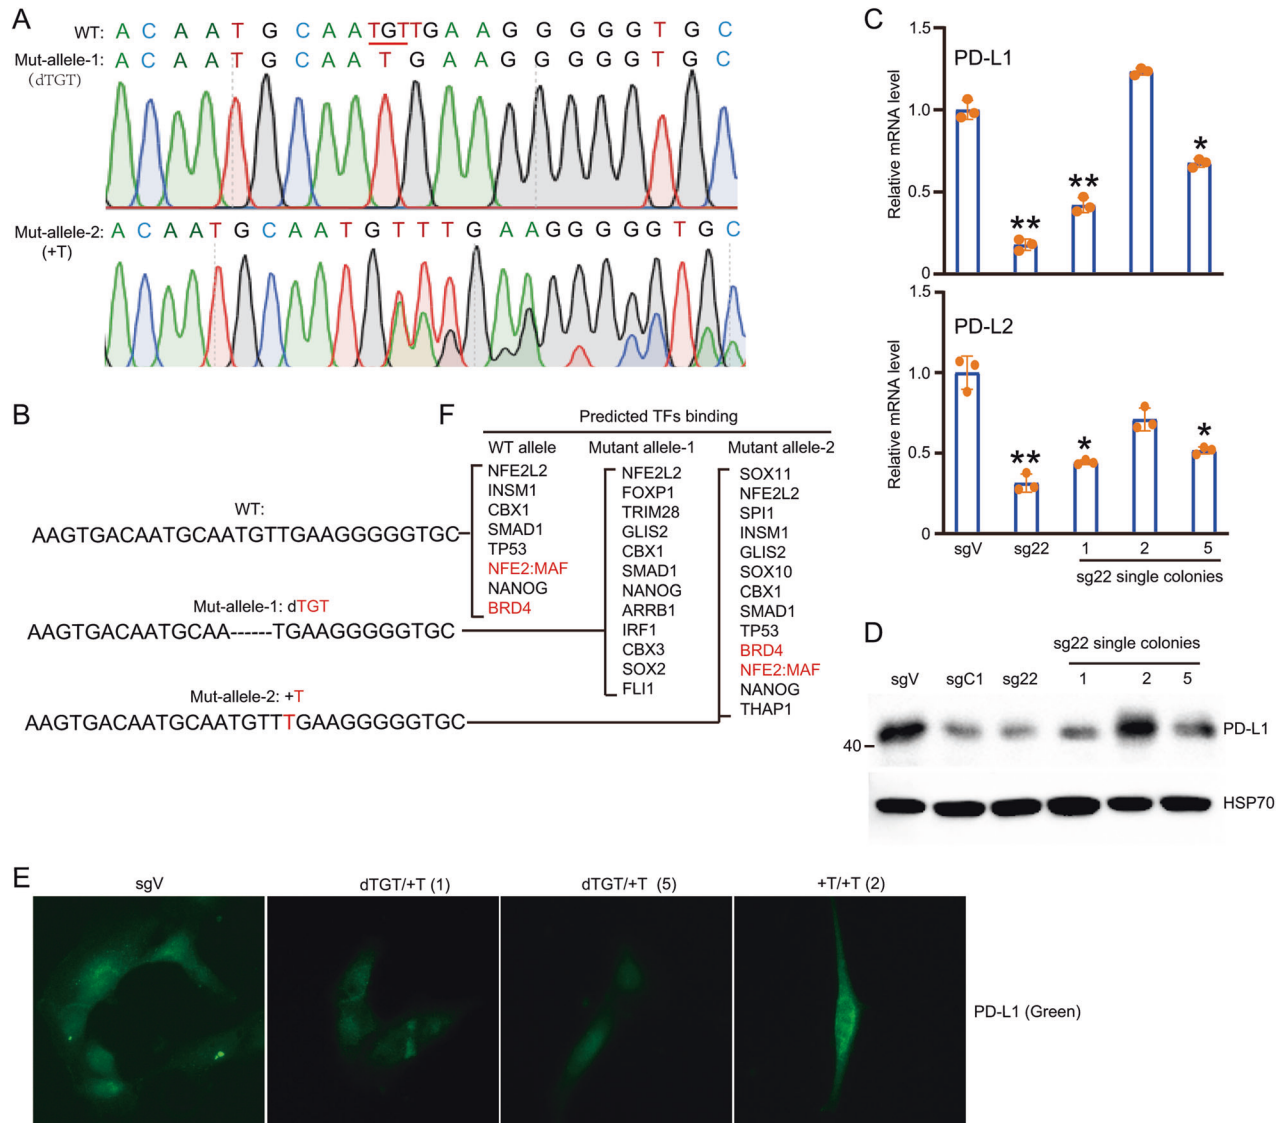 A
WT: A C A A T G C A A TGTTGA A G G G G G T G C
Mut-allele-1: A C A A T G C A A T G A A G G G G G T G C
(dTGT)
Mut-allele-2: A C A A T G C A A T G T T T G A A G G G G G T G C
(+T)
B
WT:
AAGTGACAATGCAATGTTGAAGGGGGTGC
Mut-allele-1: dTGT
AAGTGACAATGCAA------TGAAGGGGGTGC
Mut-allele-2: +T
AAGTGACAATGCAATGTTTGAAGGGGGTGC
F
Predicted TFs binding
WT allele
NFE2L2
INSM1
CBX1
SMAD1
TP53
NFE2:MAF
NANOG
BRD4
Mutant allele-1
NFE2L2
FOXP1
TRIM28
GLIS2
CBX1
SMAD1
NANOG
ARRB1
IRF1
CBX3
SOX2
FLI1
Mutant allele-2
SOX11
NFE2L2
SPI1
INSM1
GLIS2
SOX10
CBX1
SMAD1
TP53
BRD4
NFE2:MAF
NANOG
THAP1
C
PD-L1
Relative mRNA level
1.5
1.0
0.5
0
** ** *
PD-L2
Relative mRNA level
1.5
1.0
0.5
0
** * *
sgV sg22 1 2 5
sg22 single colonies
D
sg22 single colonies
sgV sgC1 sg22 1 2 5
PD-L1
40
HSP70
E
sgV dTGT/+T (1) dTGT/+T (5) +T/+T (2)
PD-L1 (Green)